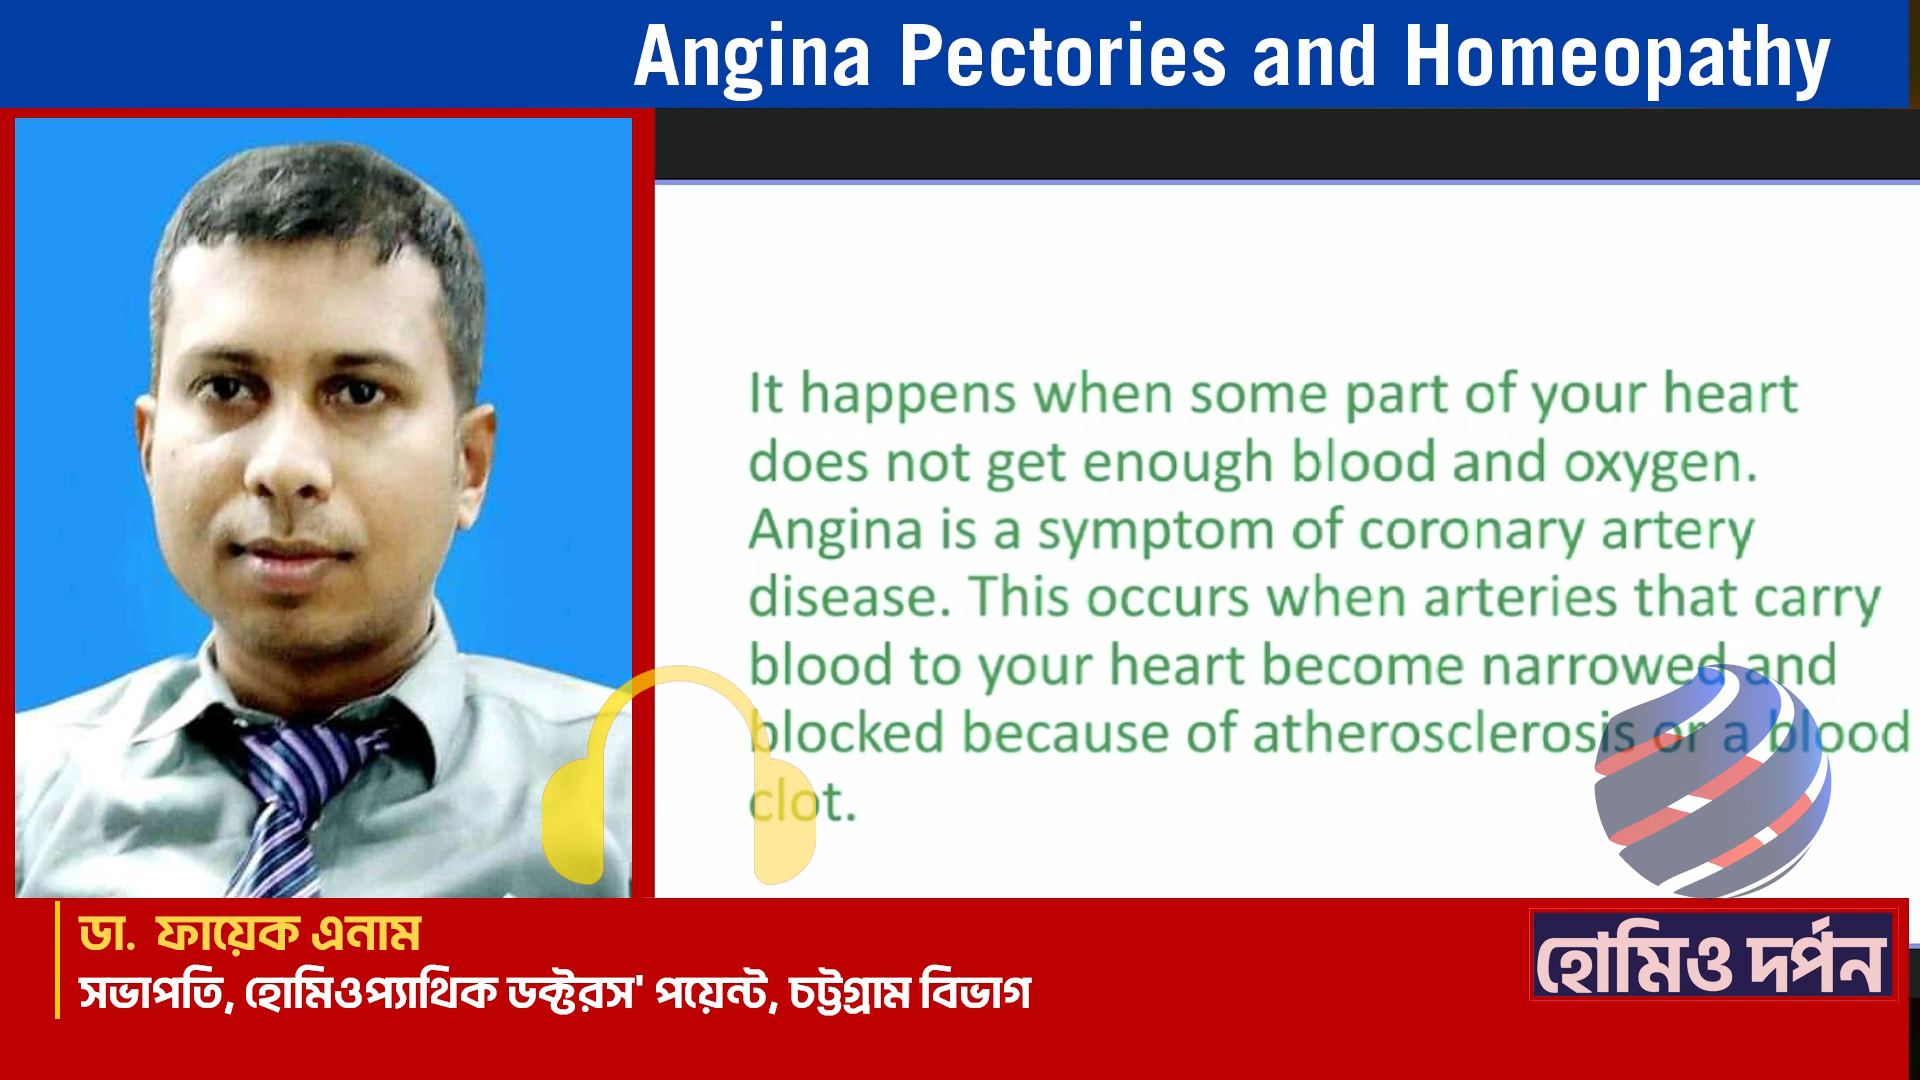 Angina Pectories and Homeopathy
It happens when some part of your heart
does not get enough blood and oxygen.
Angina is a symptom of coronary artery
disease. This occurs when arteries that carry
blood to your heart become narrowed and
blocked because of atherosclerosis or a blood
clot.
ডা. ফায়েক এনাম
সভাপতি, হোমিওপ্যাথিক ডক্টরস' পয়েন্ট, চট্টগ্রাম বিভাগ
হোমিও দর্পন